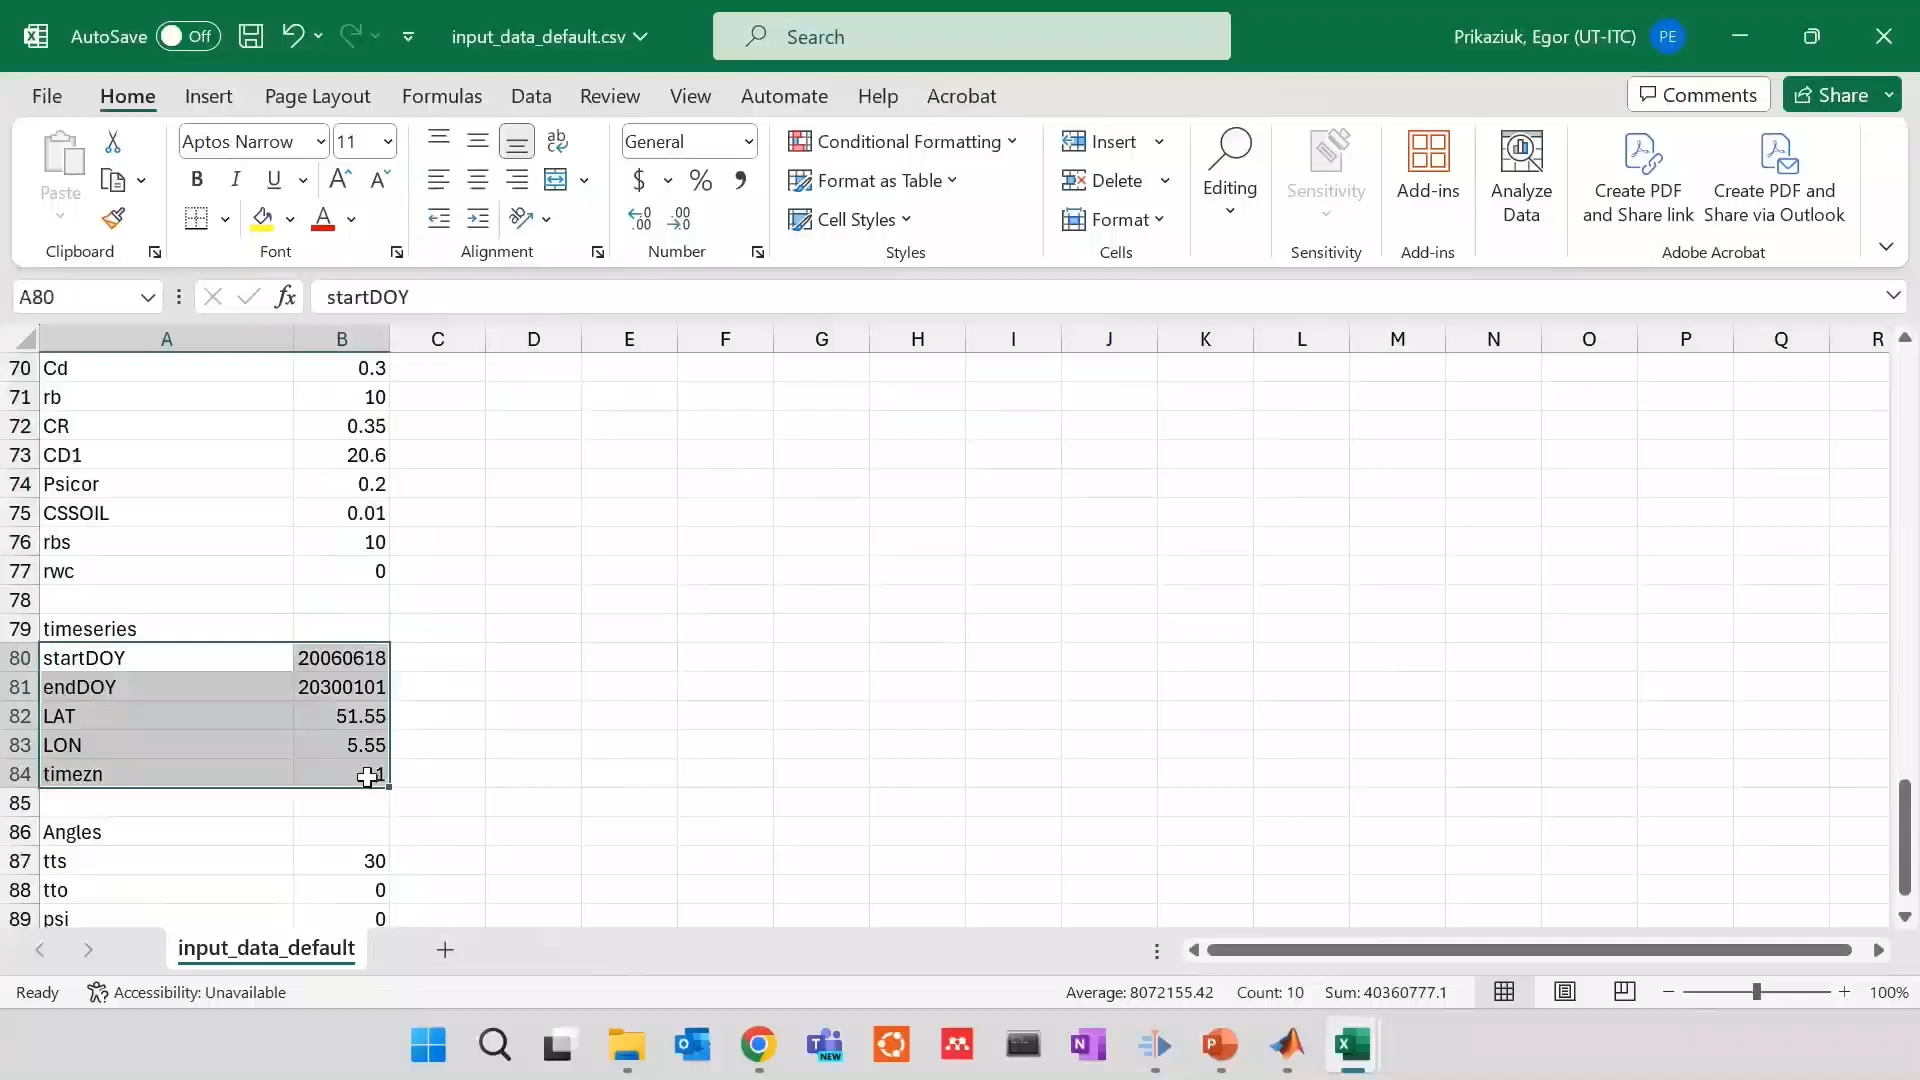 AutoSave Off input_data_default.csv Search Prikaziuk, Egor (UT-ITC) PE
File Home Insert Page Layout Formulas Data Review View Automate Help Acrobat Comments Share
Paste
Clipboard
Aptos Narrow 11
B I U A A
A
Font
ab
Alignment
General
$ % 9
.00
Number
Conditional Formatting
Format as Table
Cell Styles
Styles
Insert
Delete
Format
Cells
Editing
Sensitivity
Sensitivity
Add-ins
Add-ins
Analyze
Data
Create PDF
and Share link
Create PDF and
Share via Outlook
Adobe Acrobat
A80 fx startDOY
A B C D E F G H I J K L M N O P Q R
70 Cd 0.3
71 rb 10
72 CR 0.35
73 CD1 20.6
74 Psicor 0.2
75 CSSOIL 0.01
76 rbs 10
77 rwc 0
78
79 timeseries
80 startDOY 20060618
81 endDOY 20300101
82 LAT 51.55
83 LON 5.55
84 timezn 1
85
86 Angles
87 tts 30
88 tto 0
89 psi 0
input_data_default
Ready Accessibility: Unavailable Average: 8072155.42 Count: 10 Sum: 40360777.1 100%
NEW